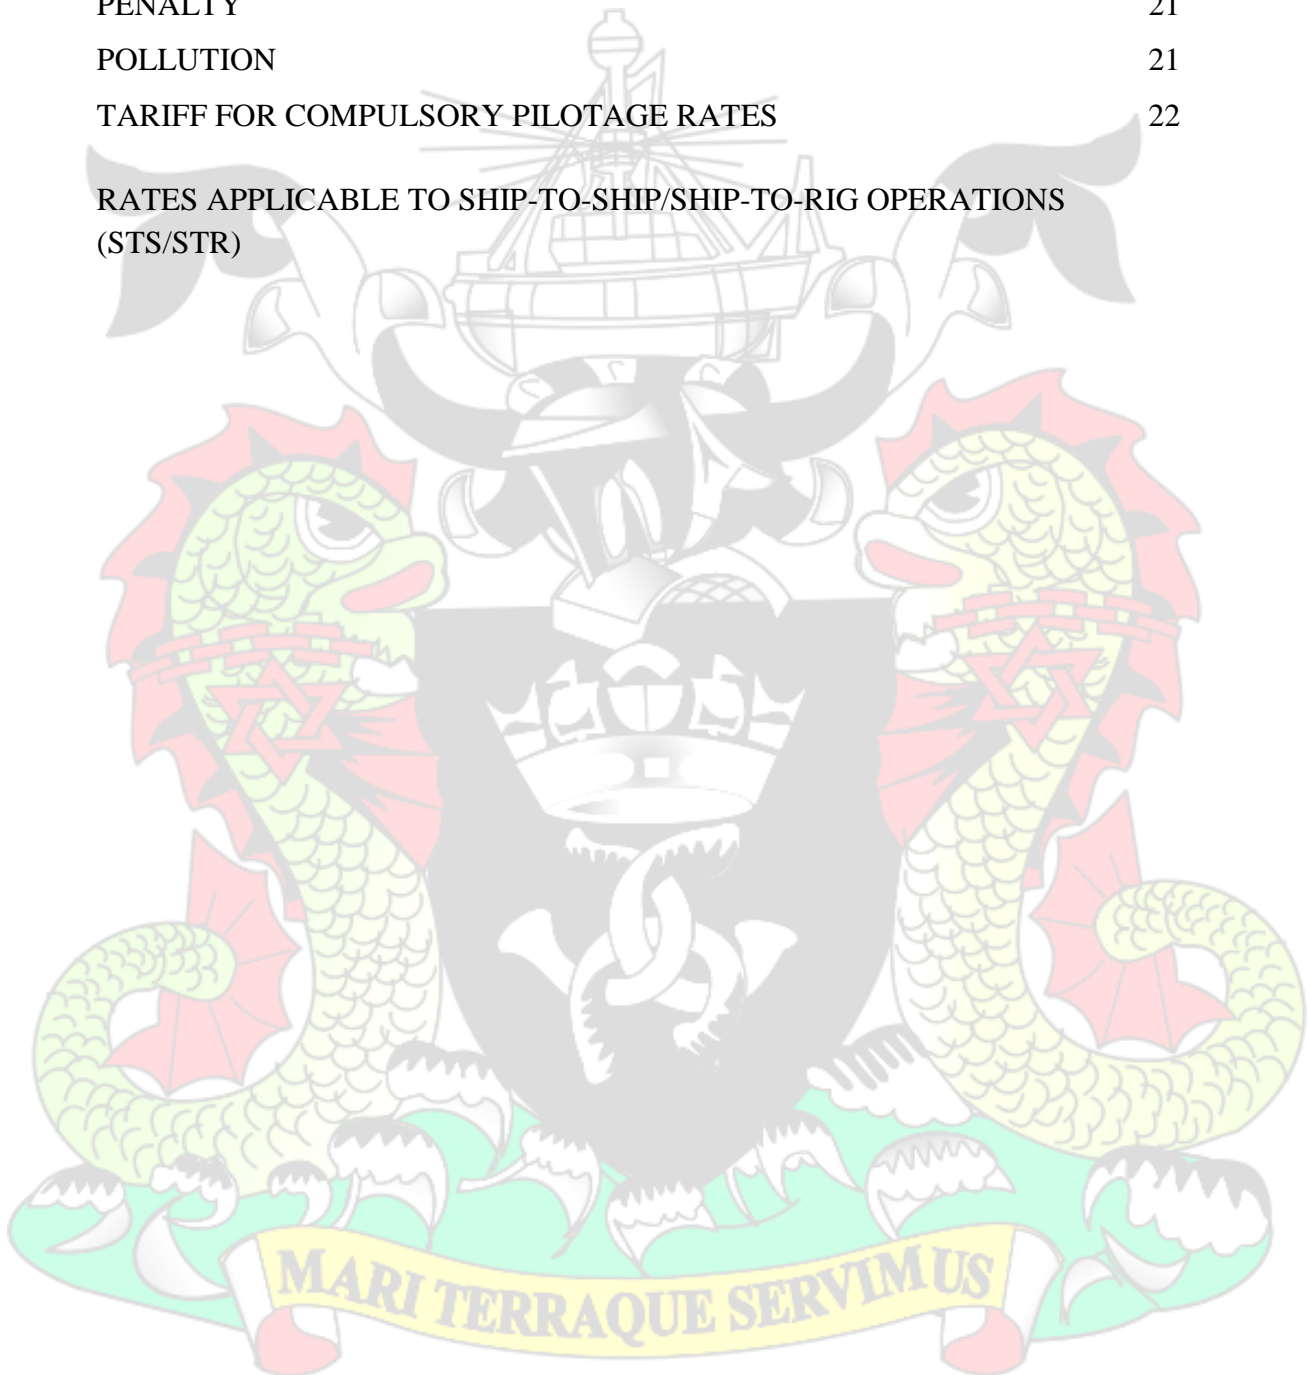 PENALTY 21
POLLUTION 21
TARIFF FOR COMPULSORY PILOTAGE RATES 22
RATES APPLICABLE TO SHIP-TO-SHIP/SHIP-TO-RIG OPERATIONS
(STS/STR)
MARI TERRAQUE SERVIMUS